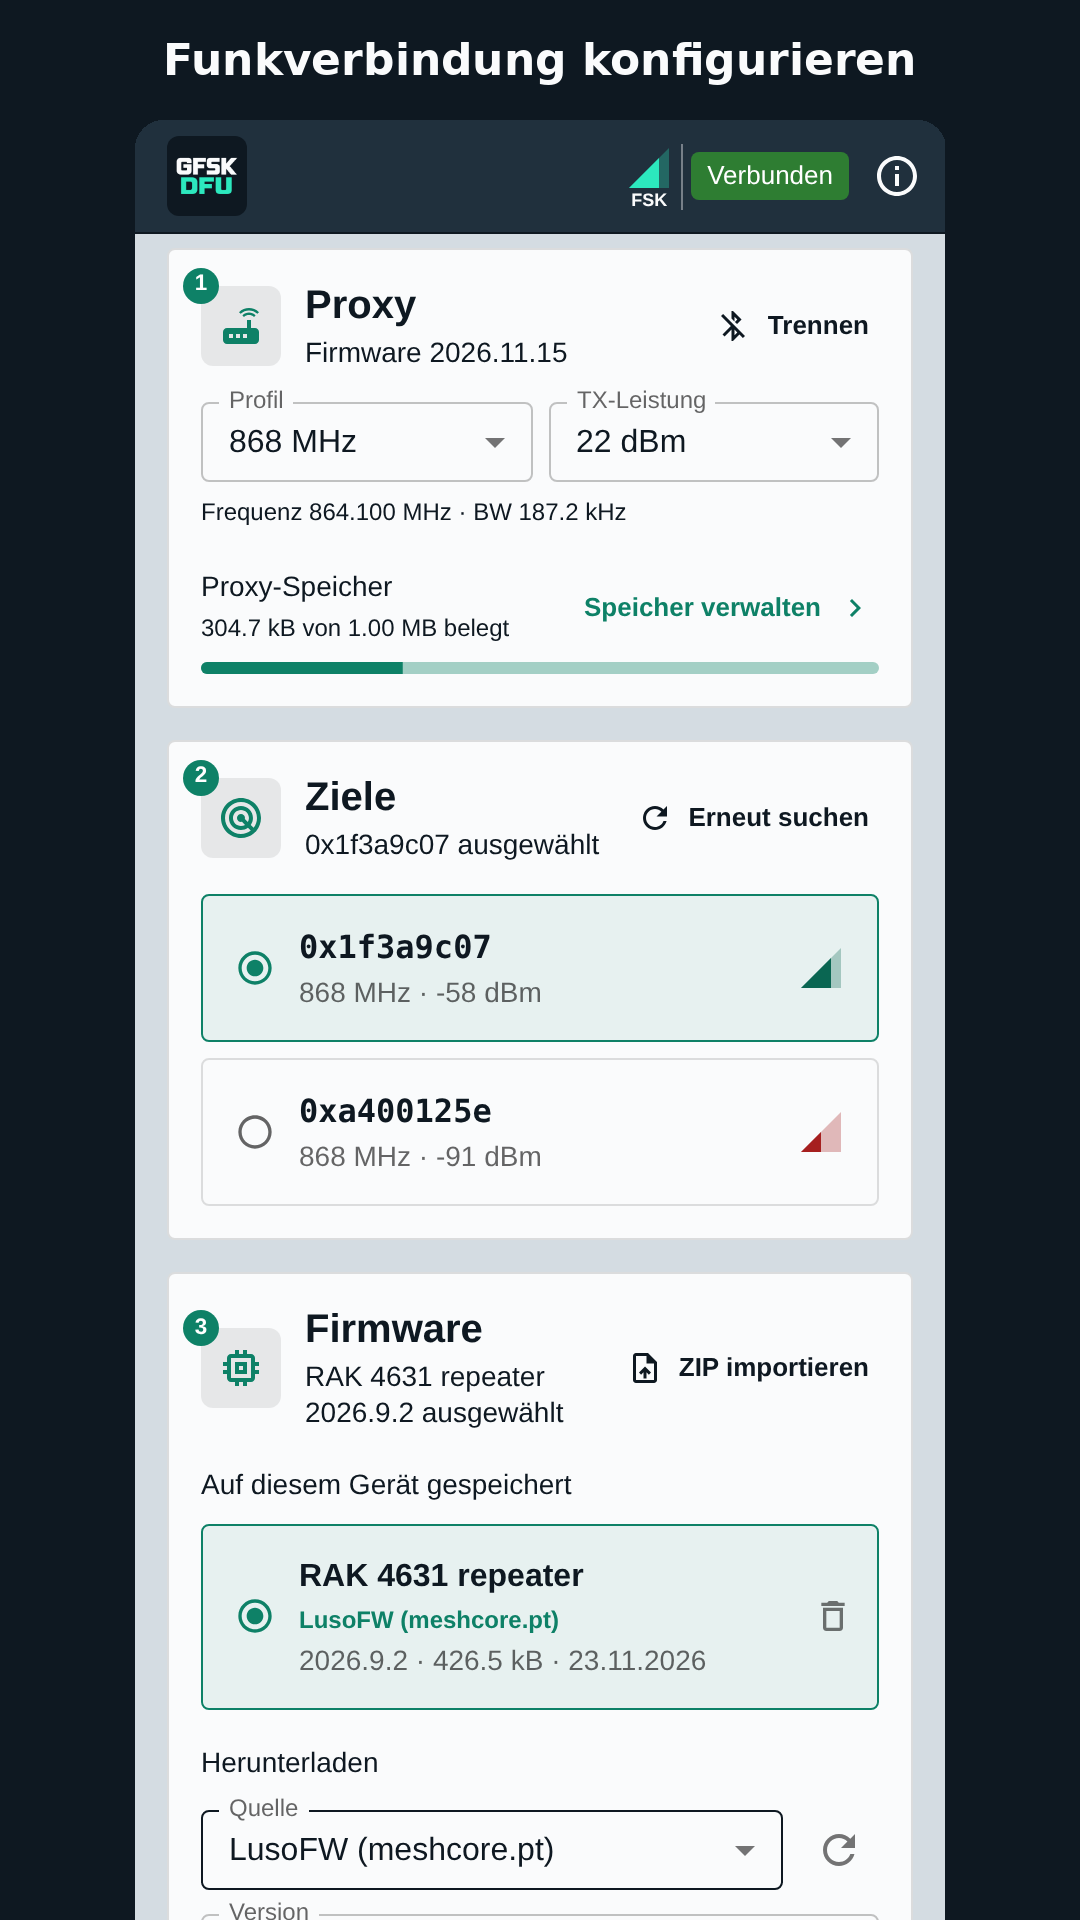 Funkverbindung konfigurieren
GFSK
DFU
FSK
Verbunden
1
Proxy
Firmware 2026.11.15
Trennen
Profil
868 MHz
TX-Leistung
22 dBm
Frequenz 864.100 MHz · BW 187.2 kHz
Proxy-Speicher
304.7 kB von 1.00 MB belegt
Speicher verwalten
2
Ziele
0x1f3a9c07 ausgewählt
Erneut suchen
0x1f3a9c07
868 MHz · -58 dBm
0xa400125e
868 MHz · -91 dBm
3
Firmware
RAK 4631 repeater
2026.9.2 ausgewählt
ZIP importieren
Auf diesem Gerät gespeichert
RAK 4631 repeater
LusoFW (meshcore.pt)
2026.9.2 · 426.5 kB · 23.11.2026
Herunterladen
Quelle
LusoFW (meshcore.pt)
Version